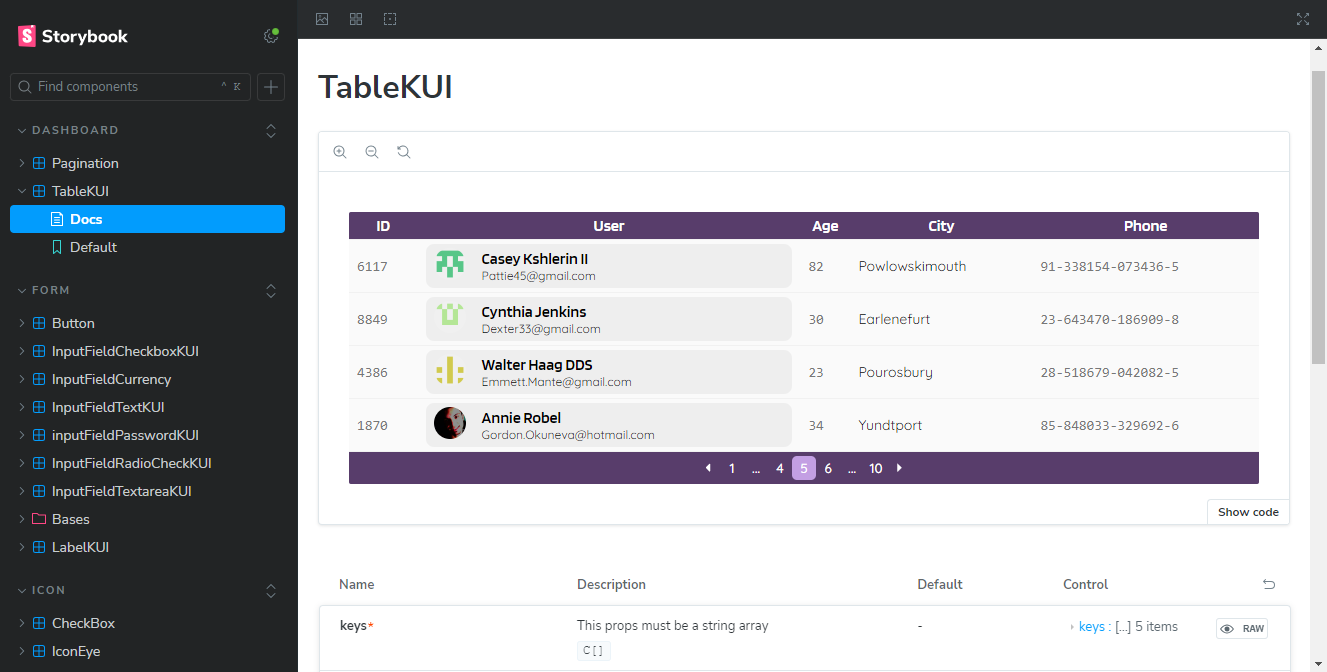 Storybook
Find components
^ K
DASHBOARD
Pagination
TableKUI
Docs
Default
FORM
Button
InputFieldCheckboxKUI
InputFieldCurrency
InputFieldTextKUI
inputFieldPasswordKUI
InputFieldRadioCheckKUI
InputFieldTextareaKUI
Bases
LabelKUI
ICON
CheckBox
IconEye
TableKUI
ID User Age City Phone
6117 Casey Kshlerin II 82 Powlowskimouth 91-338154-073436-5
Pattie45@gmail.com
8849 Cynthia Jenkins 30 Earlenefurt 23-643470-186909-8
Dexter33@gmail.com
4386 Walter Haag DDS 23 Pourosbury 28-518679-042082-5
Emmett.Mante@gmail.com
1870 Annie Robel 34 Yundtport 85-848033-329692-6
Gordon.Okuneva@hotmail.com
1 ... 4 5 6 ... 10
Show code
Name Description Default Control
keys* This props must be a string array - keys : [...] 5 items RAW
C[]